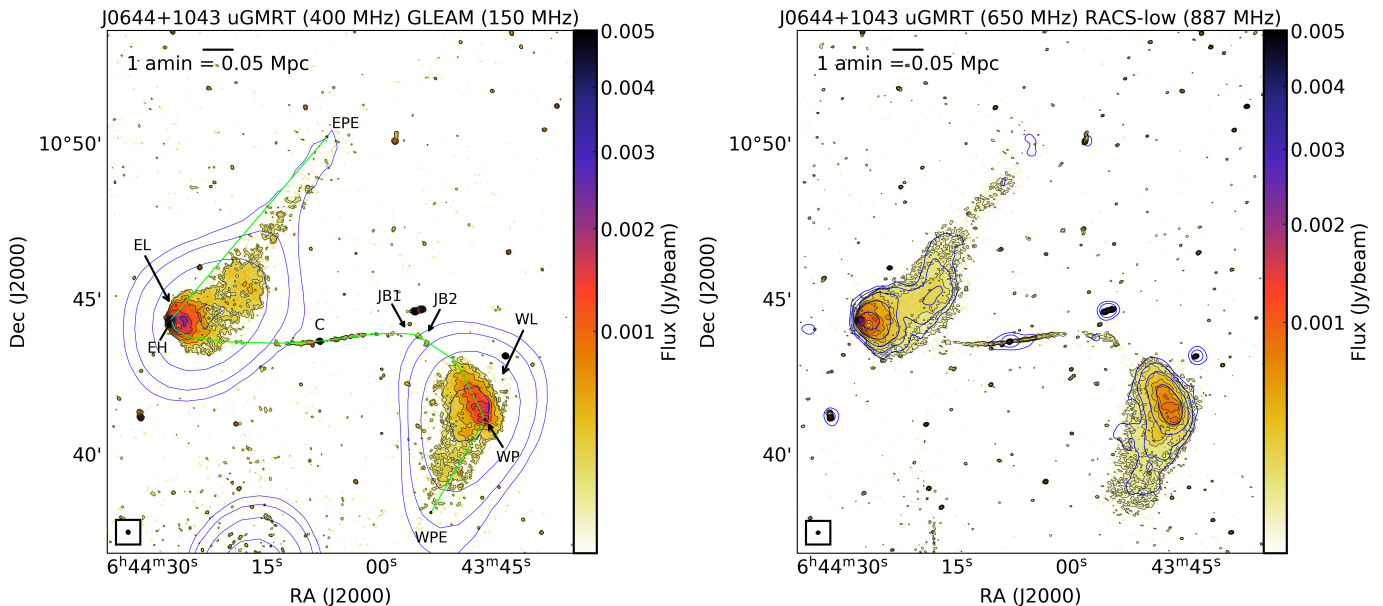 J0644+1043 uGMRT (400 MHz) GLEAM (150 MHz)
1 amin = 0.05 Mpc
EPE
EL
EH
C
JB1
JB2
WL
WP
WPE
10°50'
45'
40'
Dec (J2000)
6ʰ44ᵐ30ˢ
15ˢ
00ˢ
43ᵐ45ˢ
RA (J2000)
0.005
0.004
0.003
0.002
0.001
Flux (Jy/beam)
J0644+1043 uGMRT (650 MHz) RACS-low (887 MHz)
1 amin = 0.05 Mpc
10°50'
45'
40'
Dec (J2000)
6ʰ44ᵐ30ˢ
15ˢ
00ˢ
43ᵐ45ˢ
RA (J2000)
0.005
0.004
0.003
0.002
0.001
Flux (Jy/beam)